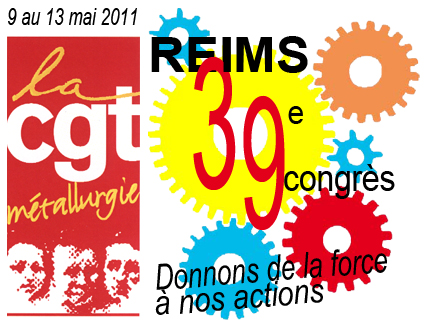 9 au 13 mai 2011
la
cgt
métallurgie
REIMS
39e
congrès
Donnons de la force
à nos actions